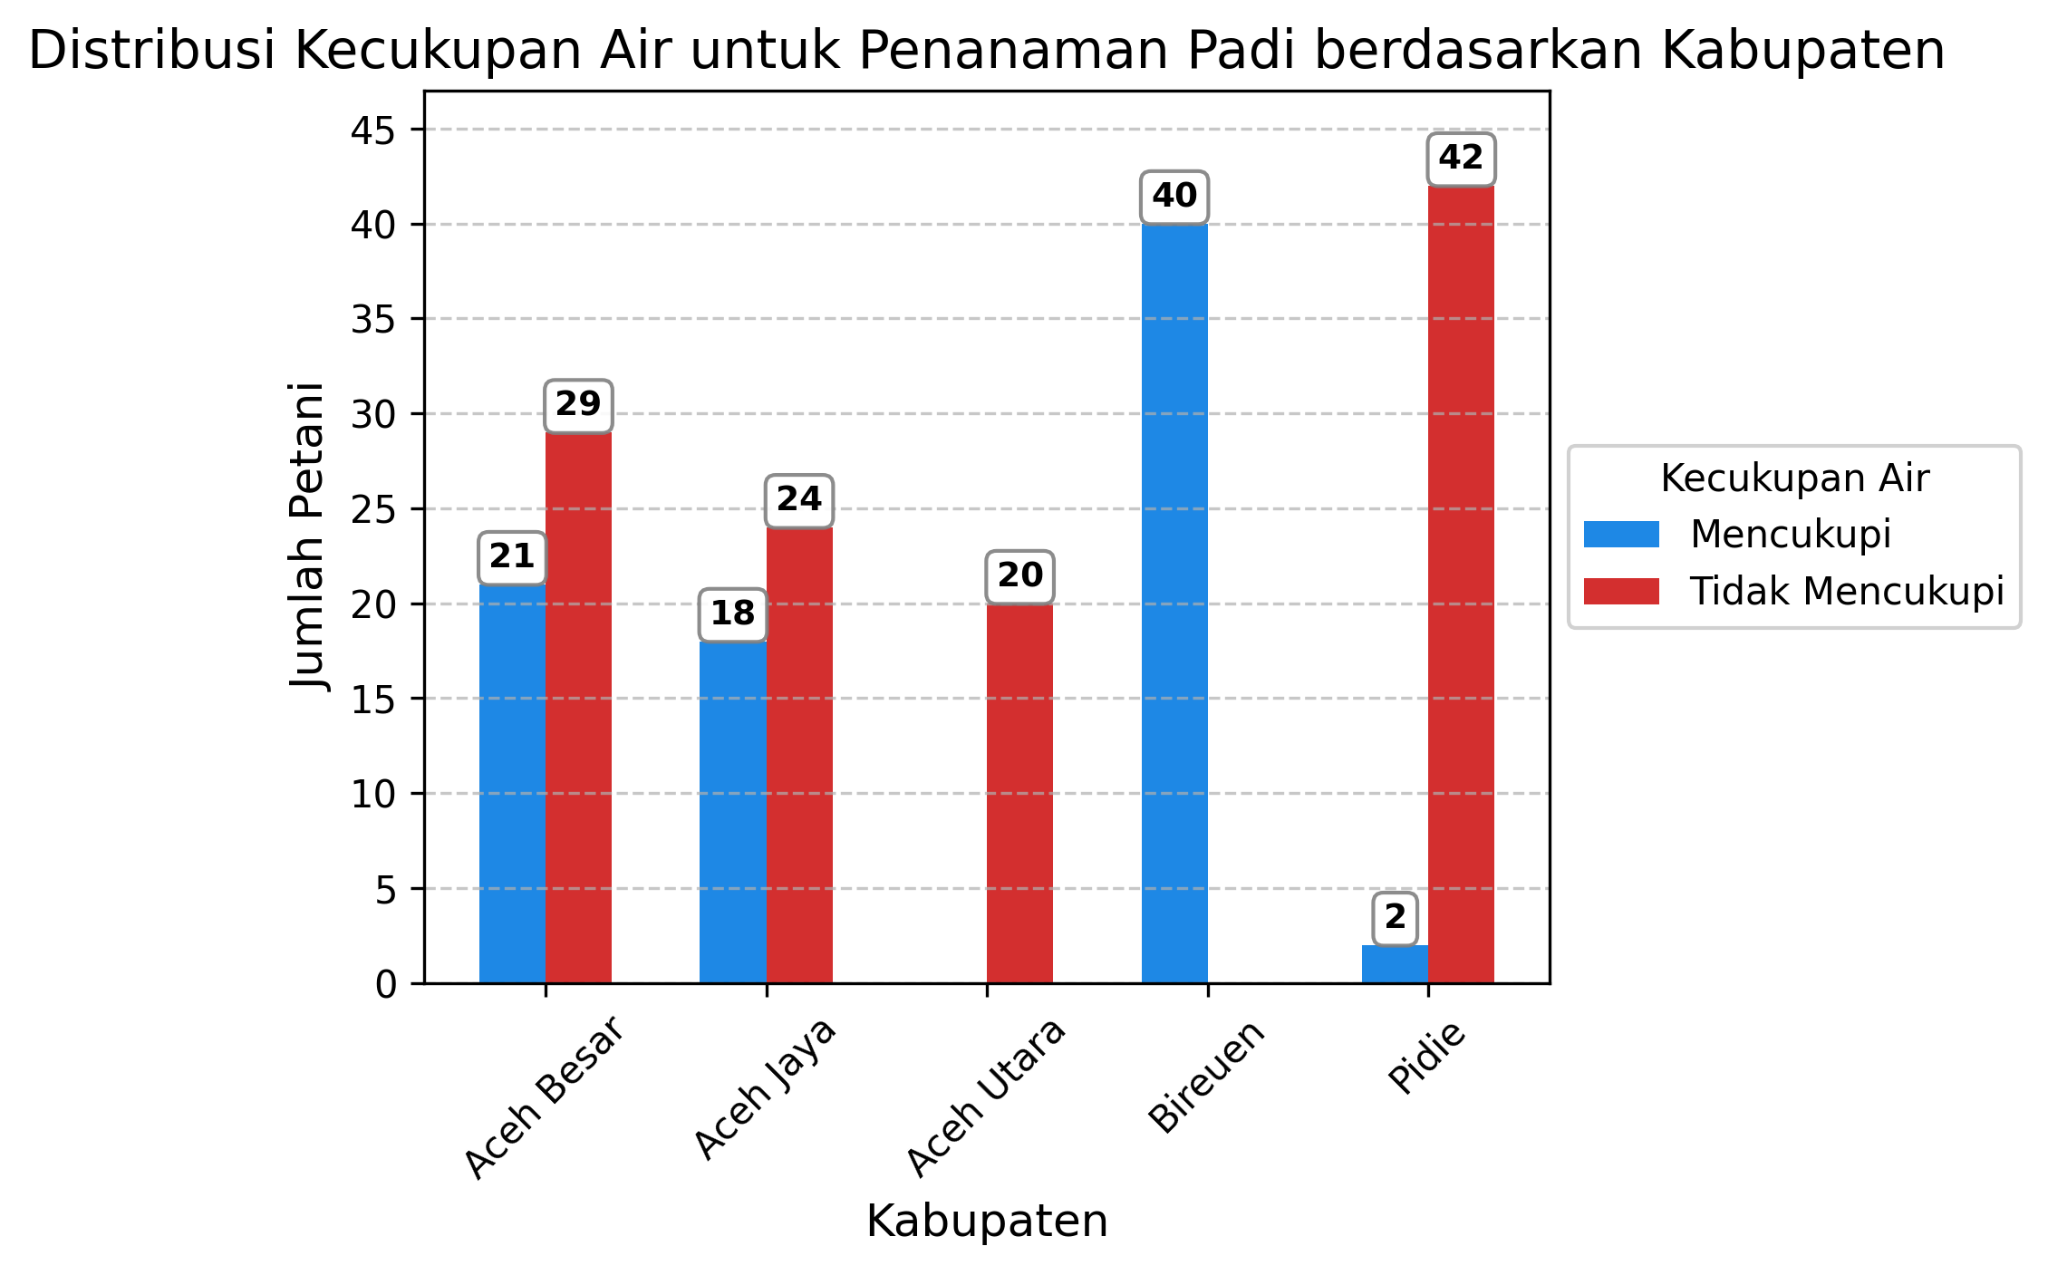 Distribusi Kecukupan Air untuk Penanaman Padi berdasarkan Kabupaten
45
40
35
30
25
20
15
10
5
0
Jumlah Petani
21
29
18
24
20
40
2
42
Aceh Besar
Aceh Jaya
Aceh Utara
Bireuen
Pidie
Kabupaten
Kecukupan Air
Mencukupi
Tidak Mencukupi